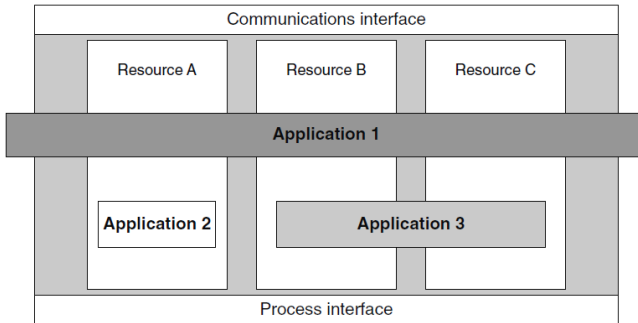 Communications interface
Resource A
Resource B
Resource C
Application 1
Application 2
Application 3
Process interface